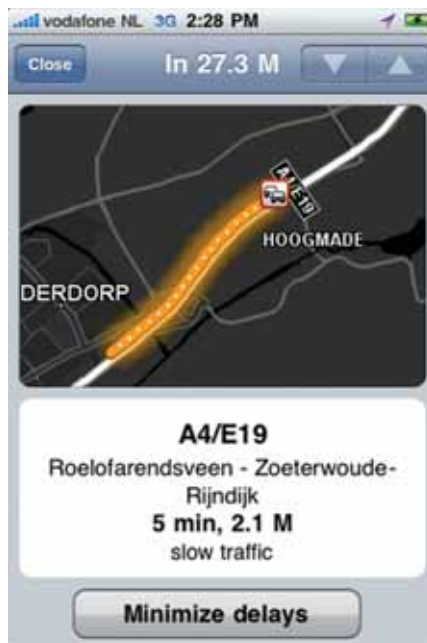 vodafone NL 3G 2:28 PM
Close In 27.3 M
A4/E19
HOOGMADE
DERDORP
A4/E19
Roelofarendsveen - Zoeterwoude-
Rijndijk
5 min, 2.1 M
slow traffic
Minimize delays